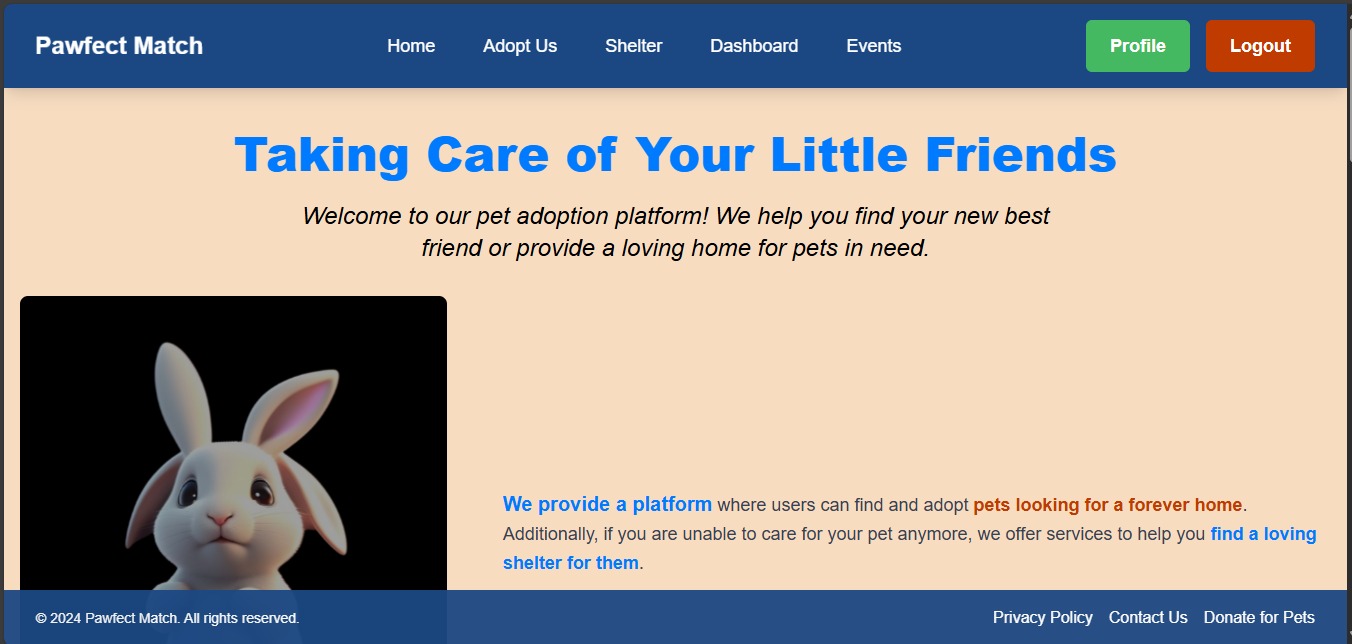 Pawfect Match
Home
Adopt Us
Shelter
Dashboard
Events
Profile
Logout
Taking Care of Your Little Friends
Welcome to our pet adoption platform! We help you find your new best
friend or provide a loving home for pets in need.
We provide a platform where users can find and adopt pets looking for a forever home.
Additionally, if you are unable to care for your pet anymore, we offer services to help you find a loving
shelter for them.
© 2024 Pawfect Match. All rights reserved.
Privacy Policy
Contact Us
Donate for Pets